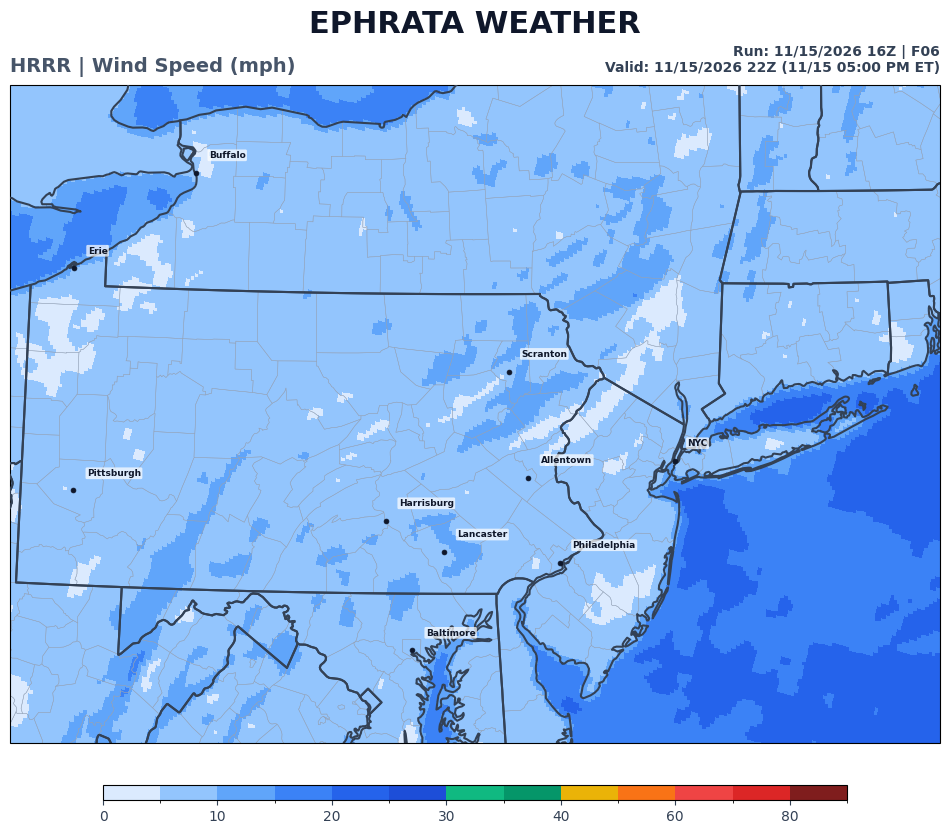 EPHRATA WEATHER
HRRR | Wind Speed (mph)
Run: 11/15/2026 16Z | F06
Valid: 11/15/2026 22Z (11/15 05:00 PM ET)
Buffalo
Erie
Scranton
NYC
Allentown
Pittsburgh
Harrisburg
Lancaster
Philadelphia
Baltimore
0 10 20 30 40 60 80